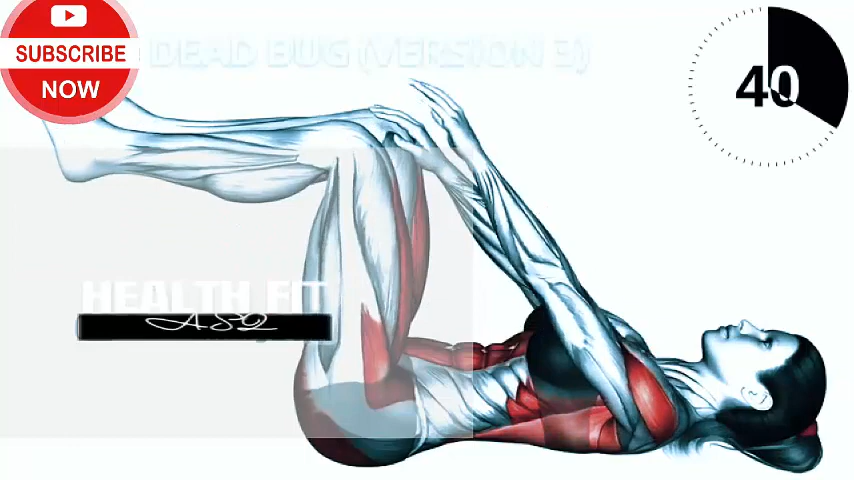 SUBSCRIBE
NOW
DEAD BUG (VERSION 3)
40
HEALTH FIT